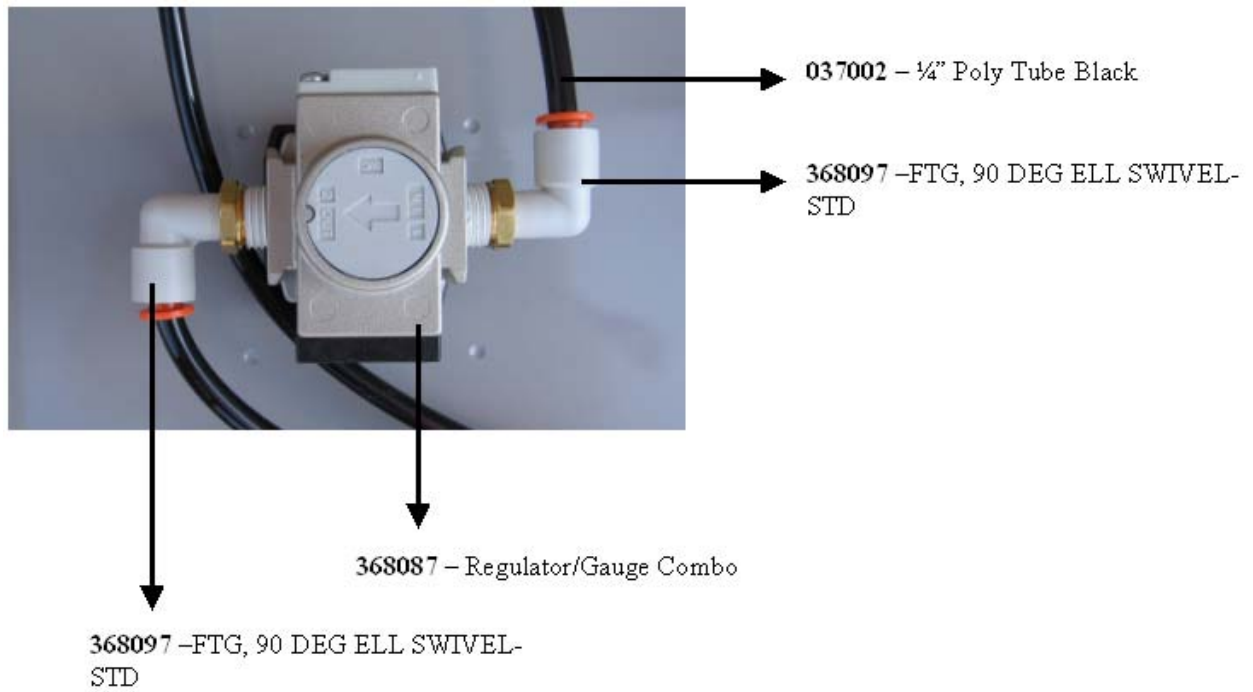 037002 – ¼” Poly Tube Black
368097 –FTG, 90 DEG ELL SWIVEL-
STD
368087 – Regulator/Gauge Combo
368097 –FTG, 90 DEG ELL SWIVEL-
STD